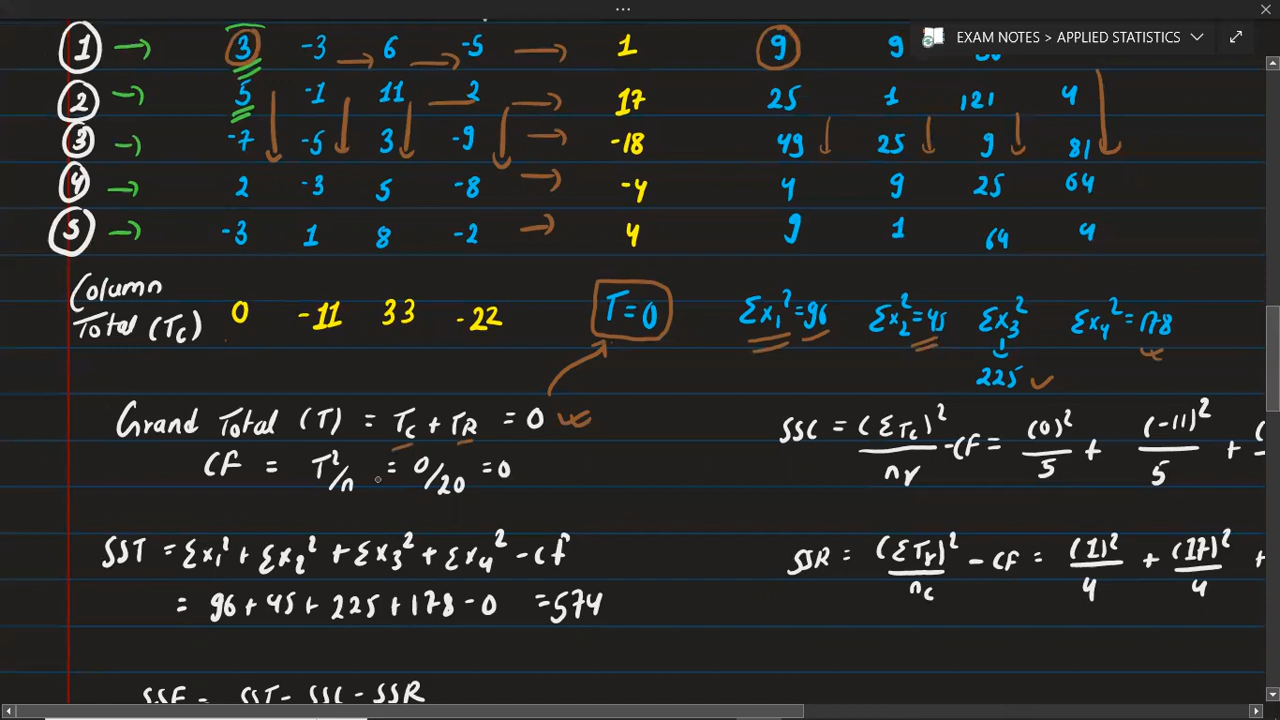 EXAM NOTES > APPLIED STATISTICS
1 → 3 -3 → 6 → -5 → 1 9 9
2 → 5 -1 11 2 → 17 25 1 121 4
3 → -7 -5 3 -9 → -18 49 25 9 81
4 → 2 -3 5 -8 → -4 4 9 25 64
5 → -3 1 8 -2 → 4 9 1 64 4
Column
Total (Tc) 0 -11 33 -22 T=0 Σx₁²=96 Σx₂²=45 Σx₃² Σx₄²=178
225
Grand Total (T) = Tc + TR = 0
SSC = (ΣTc)²/nr - CF = (0)²/5 + (-11)²/5 + (
CF = T²/n = 0/20 = 0
SST = Σx₁² + Σx₂² + Σx₃² + Σx₄² - cf
SSR = (ΣTr)²/nc - CF = (1)²/4 + (17)²/4 +
= 96 + 45 + 225 + 178 - 0 = 574
SSE = SST - SSC - SSR